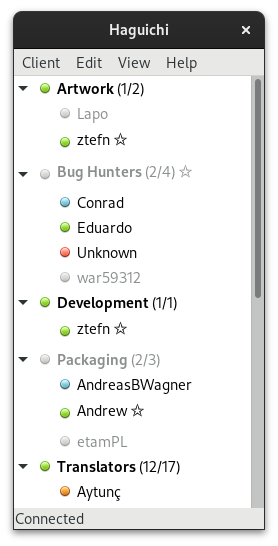 Haguichi ×
Client Edit View Help
Artwork (1/2)
Lapo
ztefn ☆
Bug Hunters (2/4) ☆
Conrad
Eduardo
Unknown
war59312
Development (1/1)
ztefn ☆
Packaging (2/3)
AndreasBWagner
Andrew ☆
etamPL
Translators (12/17)
Aytunç
Connected